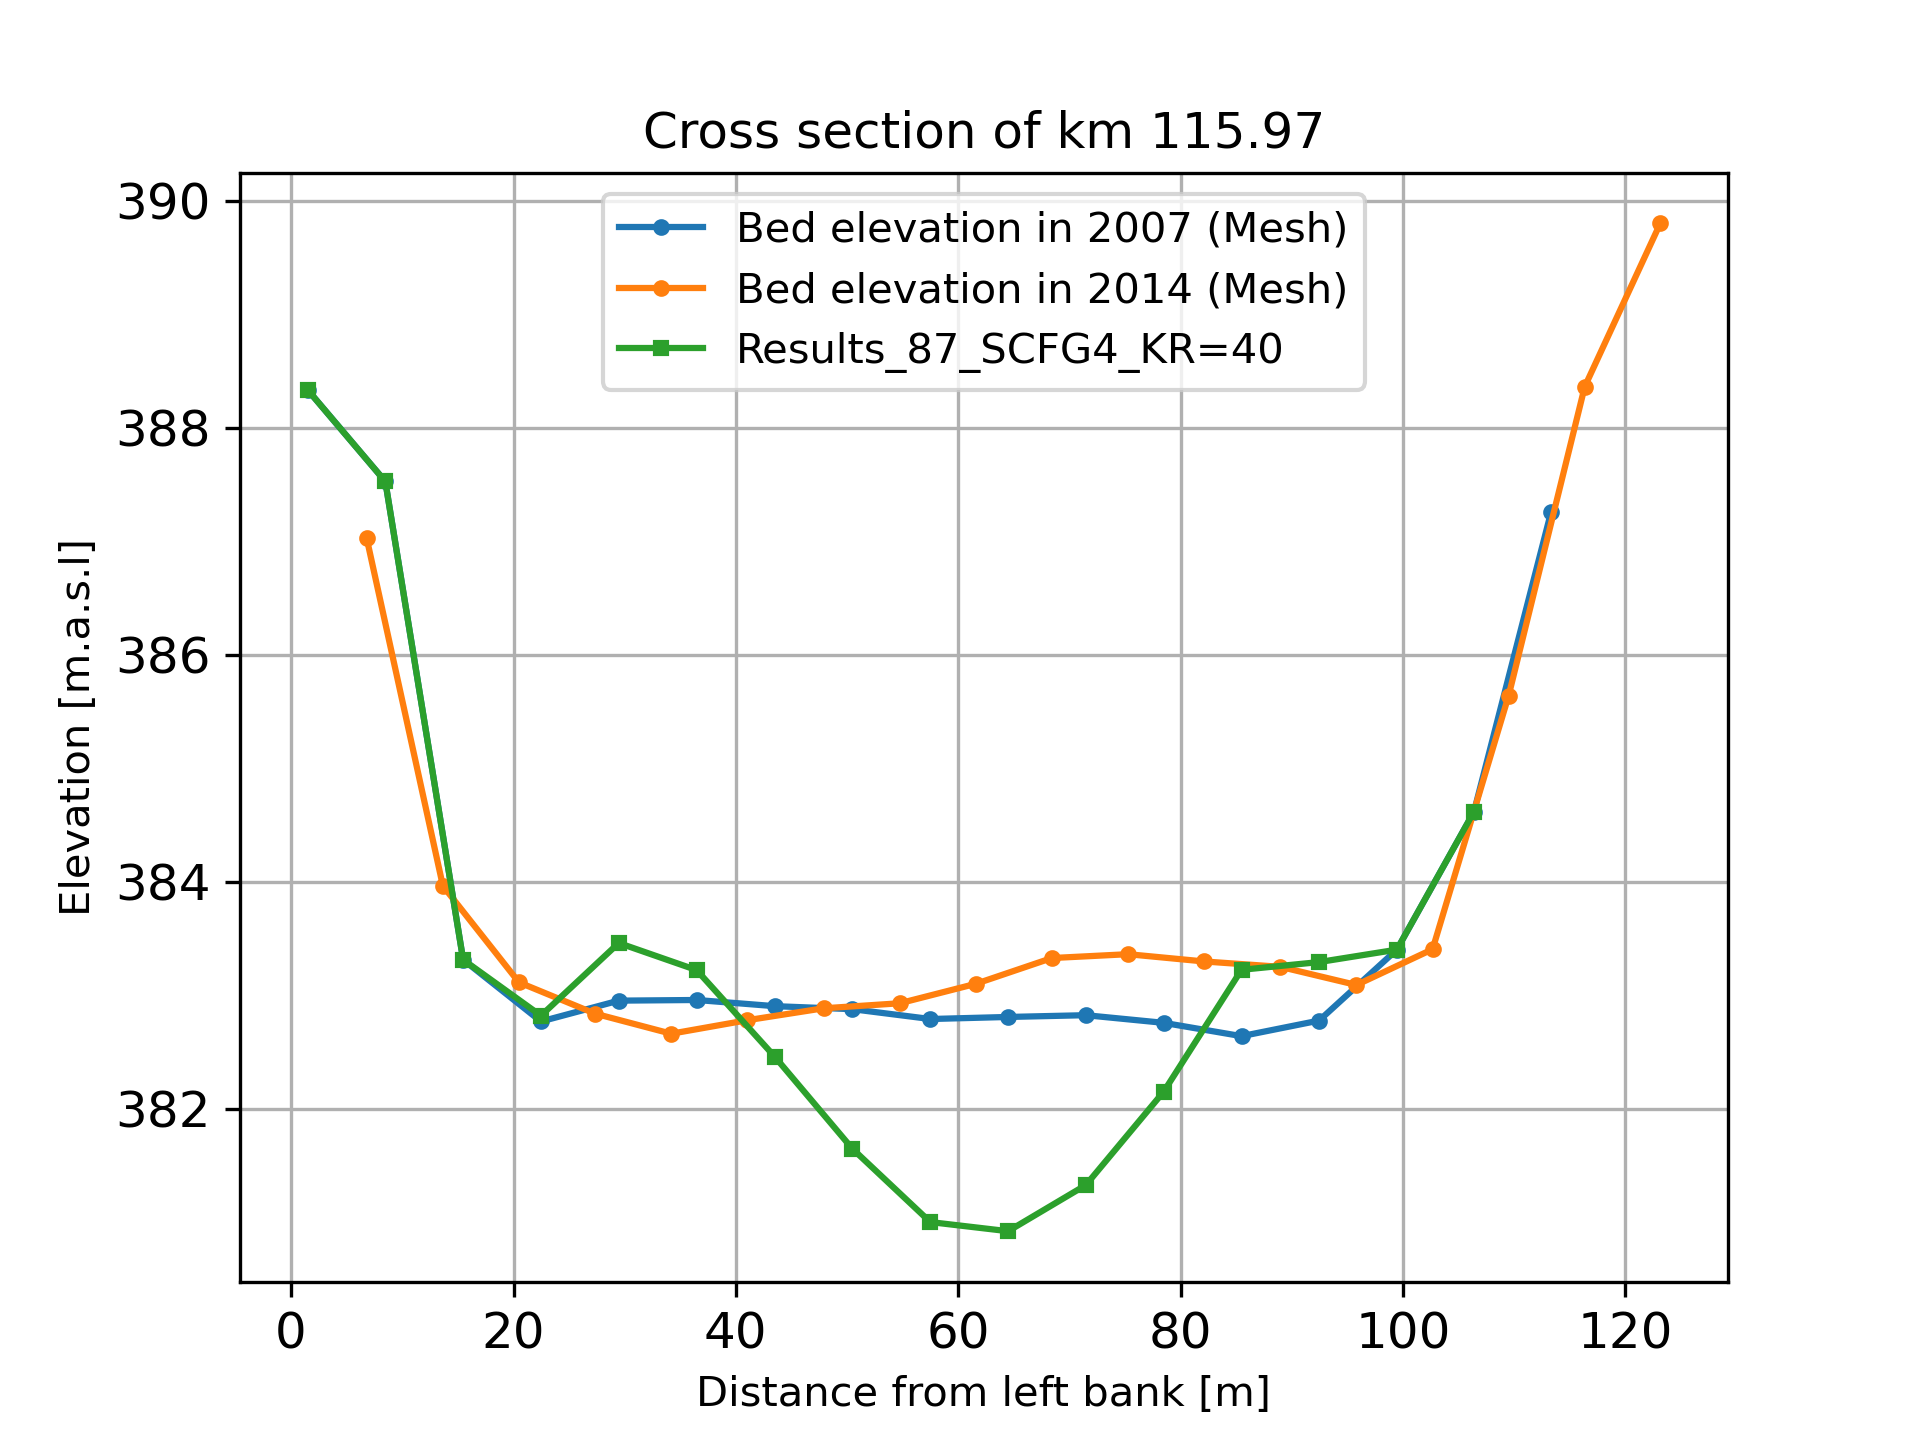 Cross section of km 115.97
Bed elevation in 2007 (Mesh)
Bed elevation in 2014 (Mesh)
Results_87_SCFG4_KR=40
390
388
386
384
382
Elevation [m.a.s.l]
0 20 40 60 80 100 120
Distance from left bank [m]